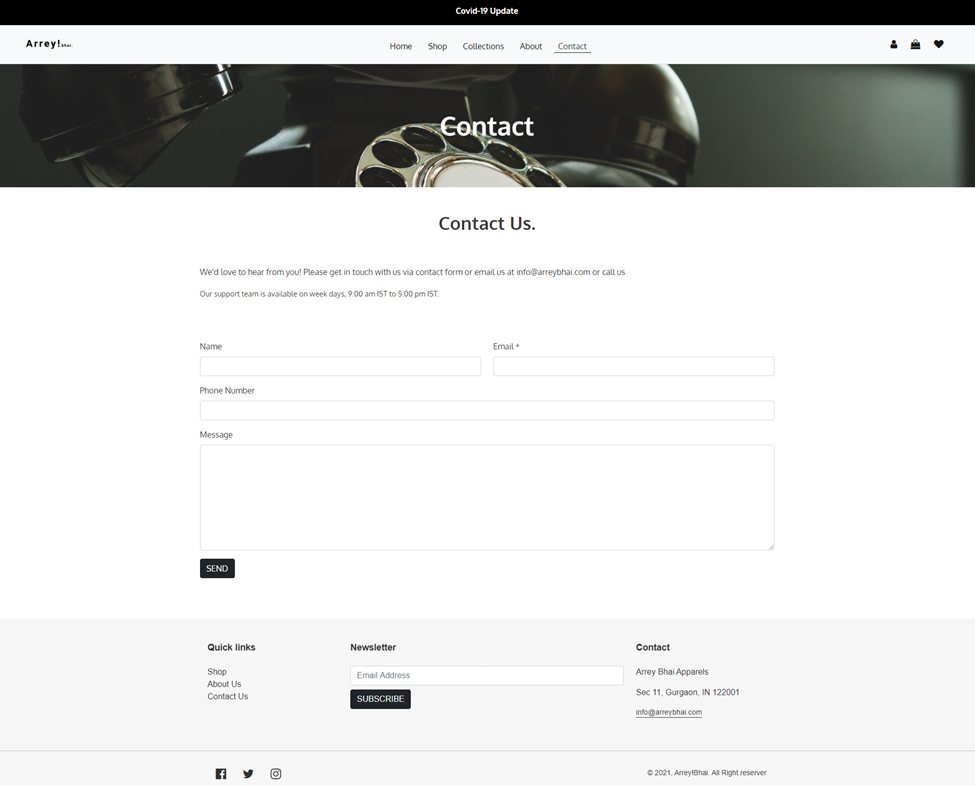 Covid-19 Update
Arrey!bhai.
Home Shop Collections About Contact
Contact
Contact Us.
We'd love to hear from you! Please get in touch with us via contact form or email us at info@arreybhai.com or call us
Our support team is available on week days, 9:00 am IST to 5:00 pm IST.
Name
Email *
Phone Number
Message
SEND
Quick links
Shop
About Us
Contact Us
Newsletter
Email Address
SUBSCRIBE
Contact
Arrey Bhai Apparels
Sec 11, Gurgaon, IN 122001
info@arreybhai.com
© 2021, Arrey!Bhai. All Right reserver